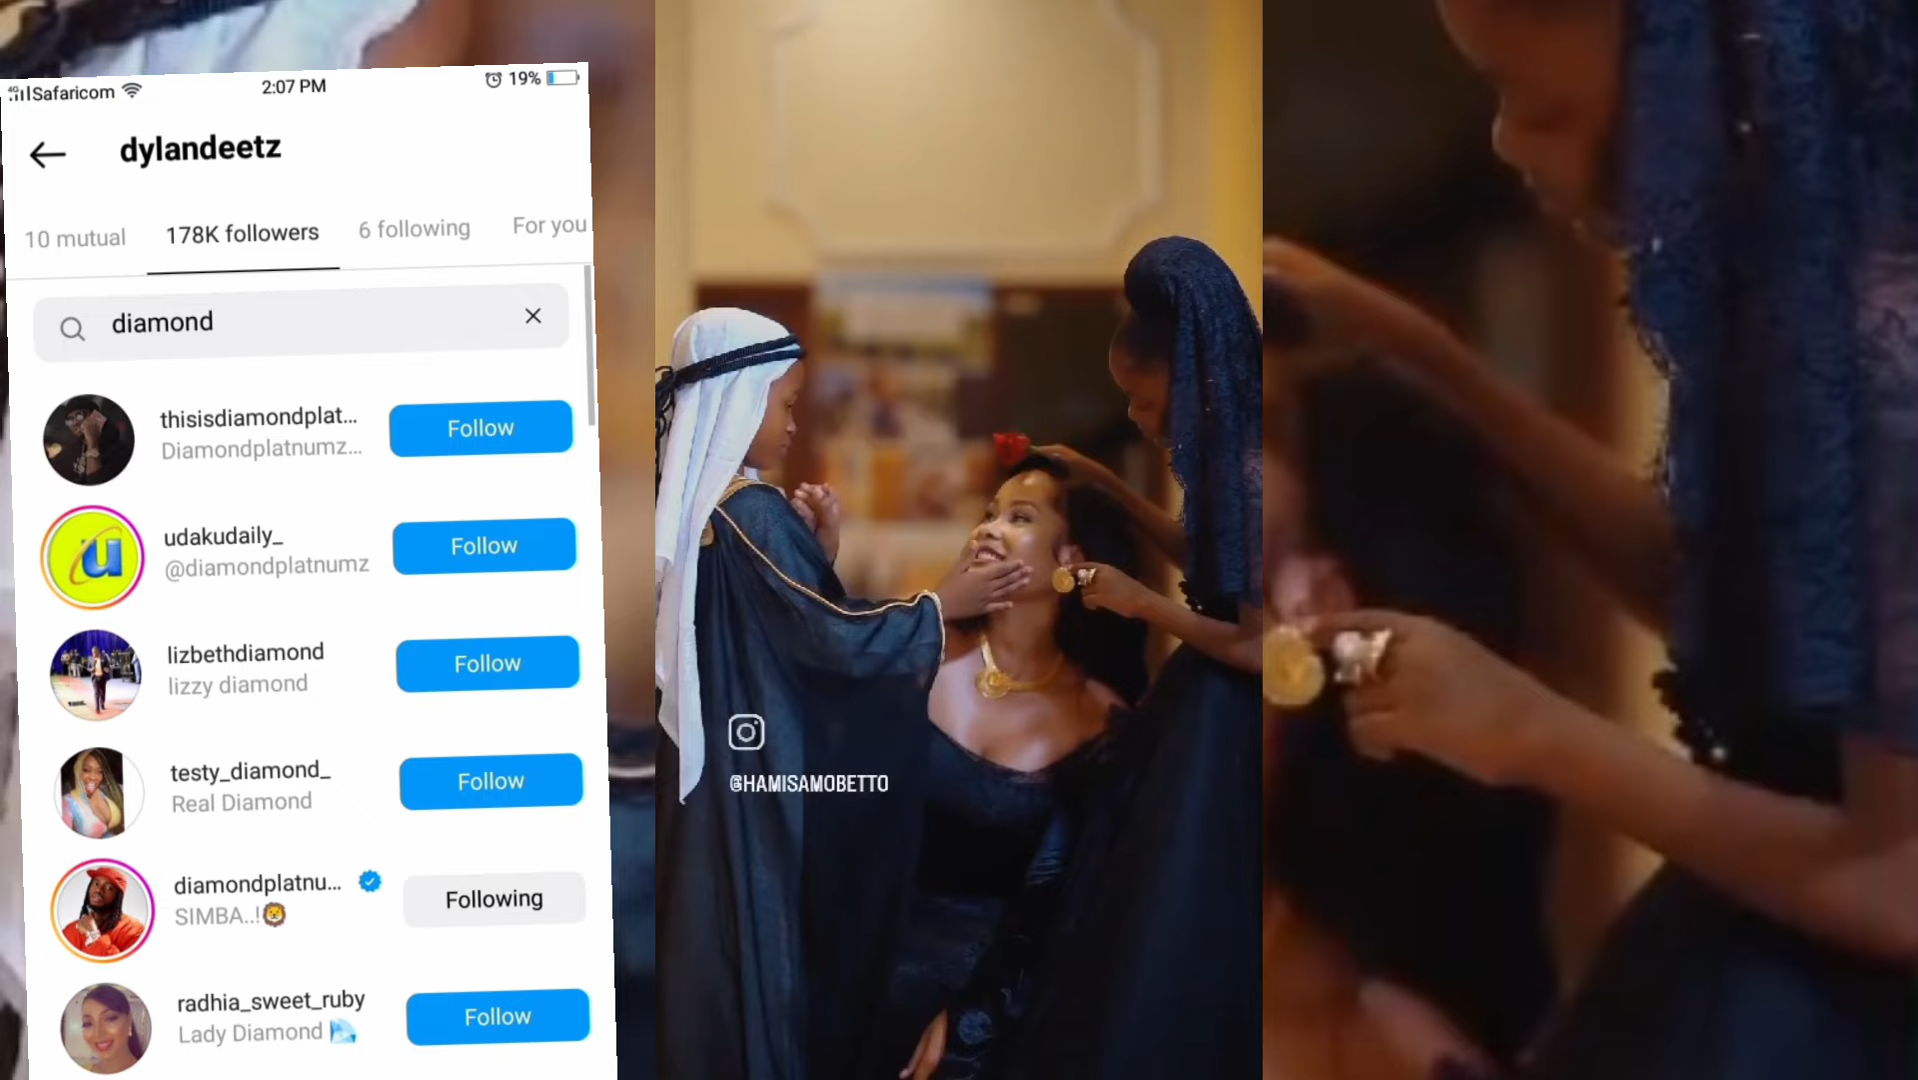 Safaricom 2:07 PM 19%
dylandeetz
10 mutual 178K followers 6 following For you
diamond
thisisdiamondplat... Follow
Diamondplatnumz...
udakudaily_ Follow
@diamondplatnumz
lizbethdiamond Follow
lizzy diamond
testy_diamond_ Follow
Real Diamond
diamondplatnu... Following
SIMBA..!🦁
radhia_sweet_ruby Follow
Lady Diamond 💎
@HAMISAMOBETTO